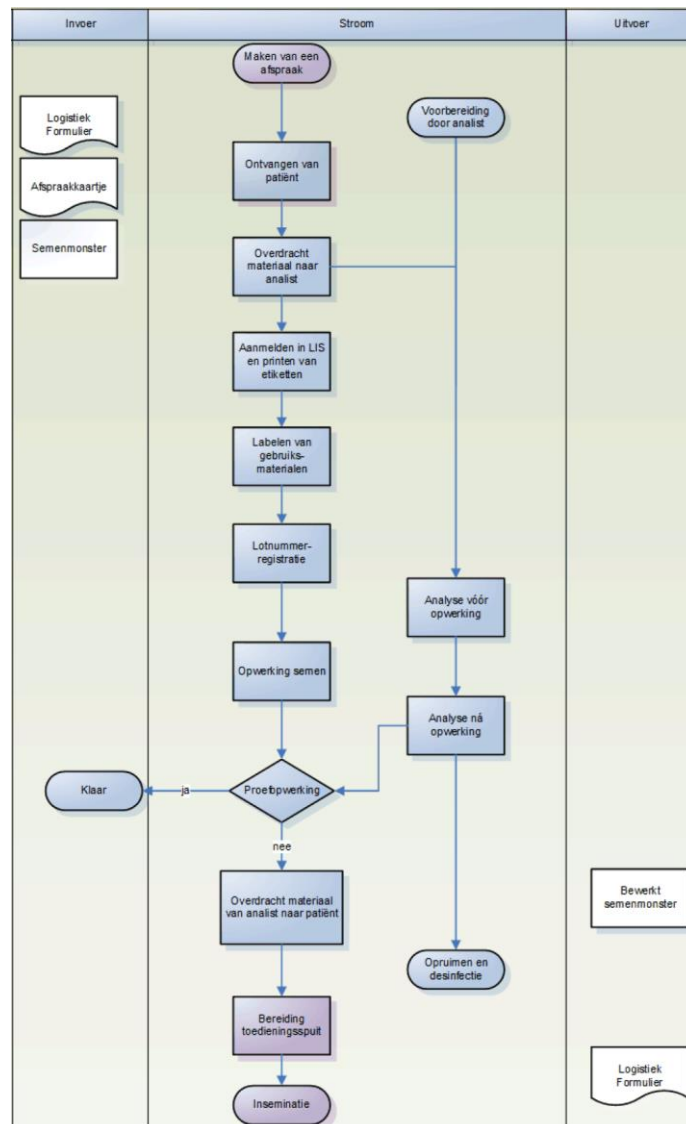 Invoer
Stroom
Uitvoer
Maken van een
afspraak
Logistiek
Formulier
Voorbereiding
door analist
Ontvangen van
patiënt
Afspraakkaartje
Semenmonster
Overdracht
materiaal naar
analist
Aanmelden in LIS
en printen van
etiketten
Labelen van
gebruiks-
materialen
Lotnummer-
registratie
Analyse vóór
opwerking
Opwerking semen
Analyse ná
opwerking
Klaar
ja
Proefopwerking
nee
Overdracht materiaal
van analist naar patiënt
Bewerkt
semenmonster
Opruimen en
desinfectie
Bereiding
toedieningsspuit
Logistiek
Formulier
Inseminatie